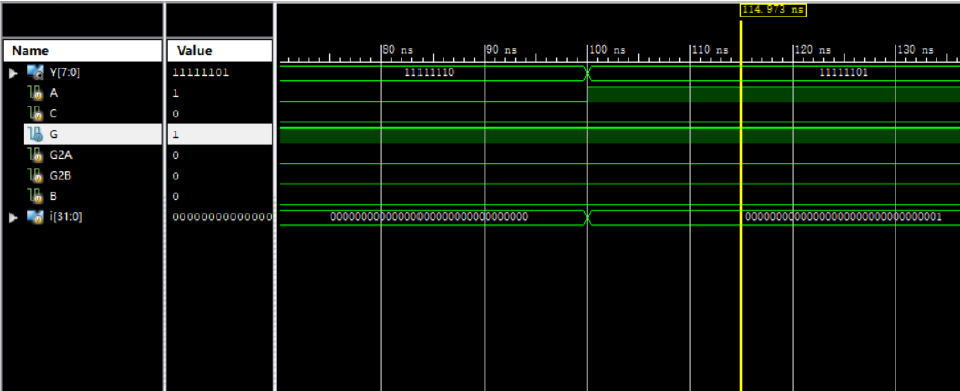 114.973 ns
Name Value 80 ns 90 ns 100 ns 110 ns 120 ns 130 ns
Y[7:0] 11111101 11111110 11111101
A 1
C 0
G 1
G2A 0
G2B 0
B 0
i[31:0] 00000000000000 00000000000000000000000000000000 00000000000000000000000000000001